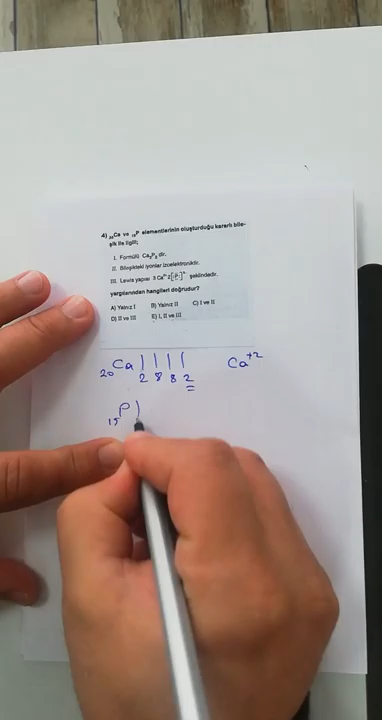 4) ₂₀Ca ve ₁₅P elementlerinin oluşturduğu kararlı bile-
şik ile ilgili;
I. Formülü Ca₃P₂ dir.
II. Bileşikteki iyonlar izoelektroniktir.
III. Lewis yapısı 3 Ca²⁺ 2[:P:]³⁻ şeklindedir.
yargılarından hangileri doğrudur?
A) Yalnız I B) Yalnız II C) I ve II
D) II ve III E) I, II ve III
₂₀Ca ) ) ) ) Ca⁺²
2 8 8 2
₁₅P )